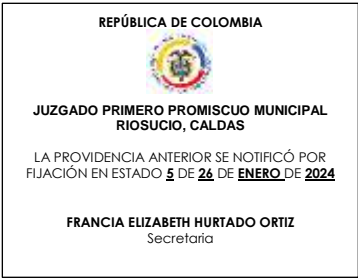 REPÚBLICA DE COLOMBIA
JUZGADO PRIMERO PROMISCUO MUNICIPAL
RIOSUCIO, CALDAS
LA PROVIDENCIA ANTERIOR SE NOTIFICÓ POR
FIJACIÓN EN ESTADO 5 DE 26 DE ENERO DE 2024
FRANCIA ELIZABETH HURTADO ORTIZ
Secretaria